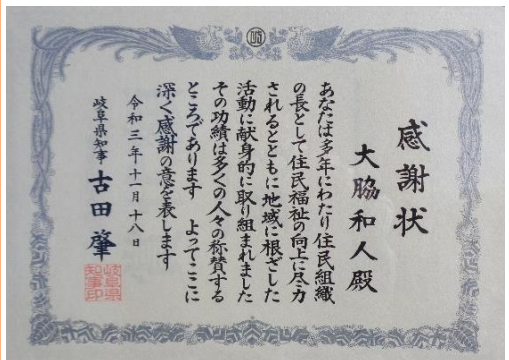 感謝状
大脇和人殿
あなたは多年にわたり住民組織
の長として住民福祉の向上に尽力
されるとともに地域に根ざした
活動に献身的に取り組まれました
その功績は多くの人々の称賛する
ところであります よってここに
深く感謝の意を表します
令和三年十一月十八日
岐阜県知事 古田肇
岐阜県
知事印